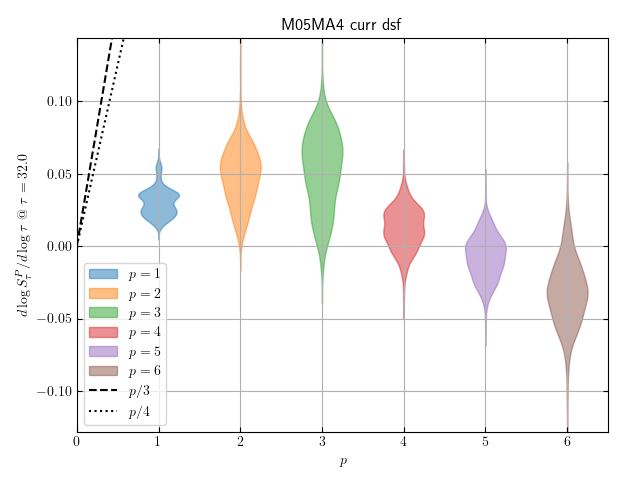 M05MA4 curr dsf
d log S_τ^P / d log τ @ τ = 32.0
0.10
0.05
0.00
−0.05
−0.10
p = 1
p = 2
p = 3
p = 4
p = 5
p = 6
p/3
p/4
0 1 2 3 4 5 6
p